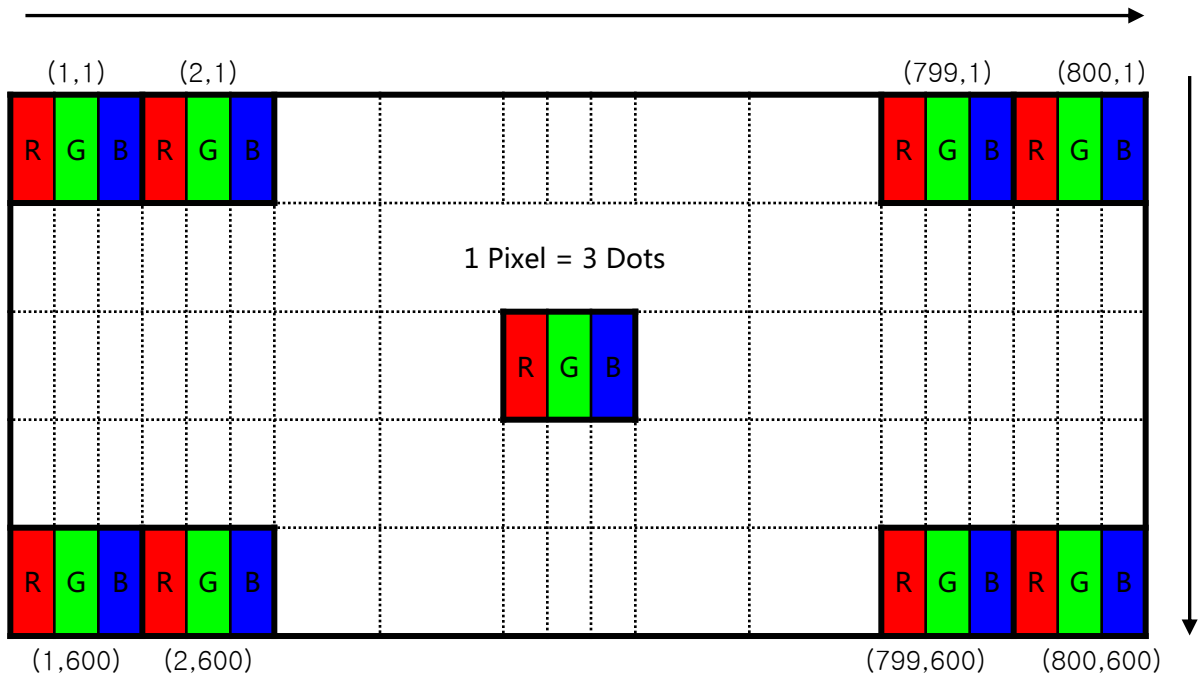 (1,1) (2,1) (799,1) (800,1)
R G B R G B R G B R G B
1 Pixel = 3 Dots
R G B
R G B R G B R G B R G B
(1,600) (2,600) (799,600) (800,600)